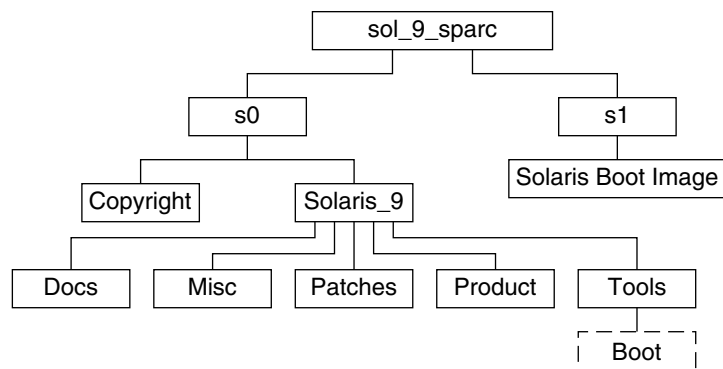 sol_9_sparc
s0
s1
Copyright
Solaris_9
Solaris Boot Image
Docs
Misc
Patches
Product
Tools
Boot